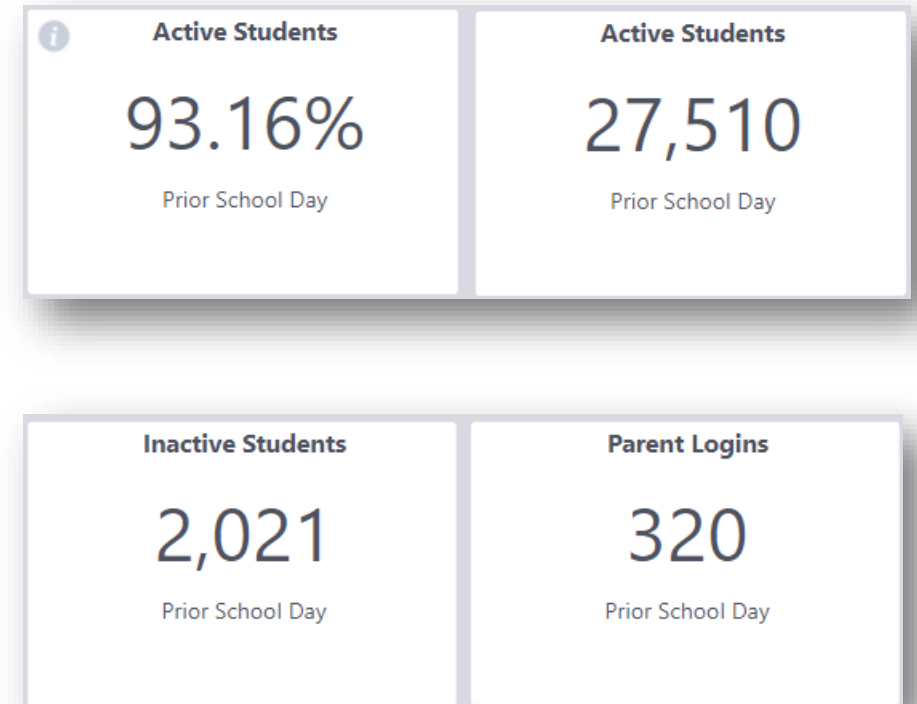 Active Students
93.16%
Prior School Day
Active Students
27,510
Prior School Day
Inactive Students
2,021
Prior School Day
Parent Logins
320
Prior School Day